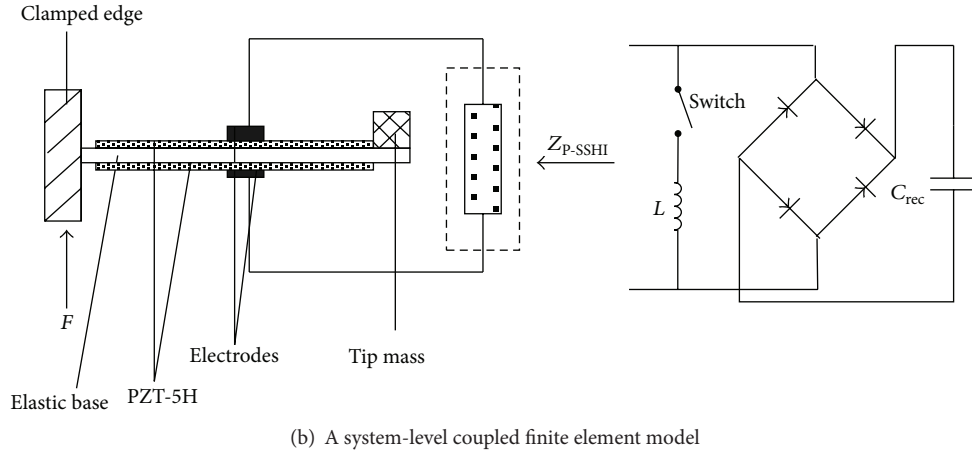 Clamped edge
Switch
Z_P-SSHI
L
C_rec
F
Electrodes
Tip mass
PZT-5H
Elastic base
(b) A system-level coupled finite element model